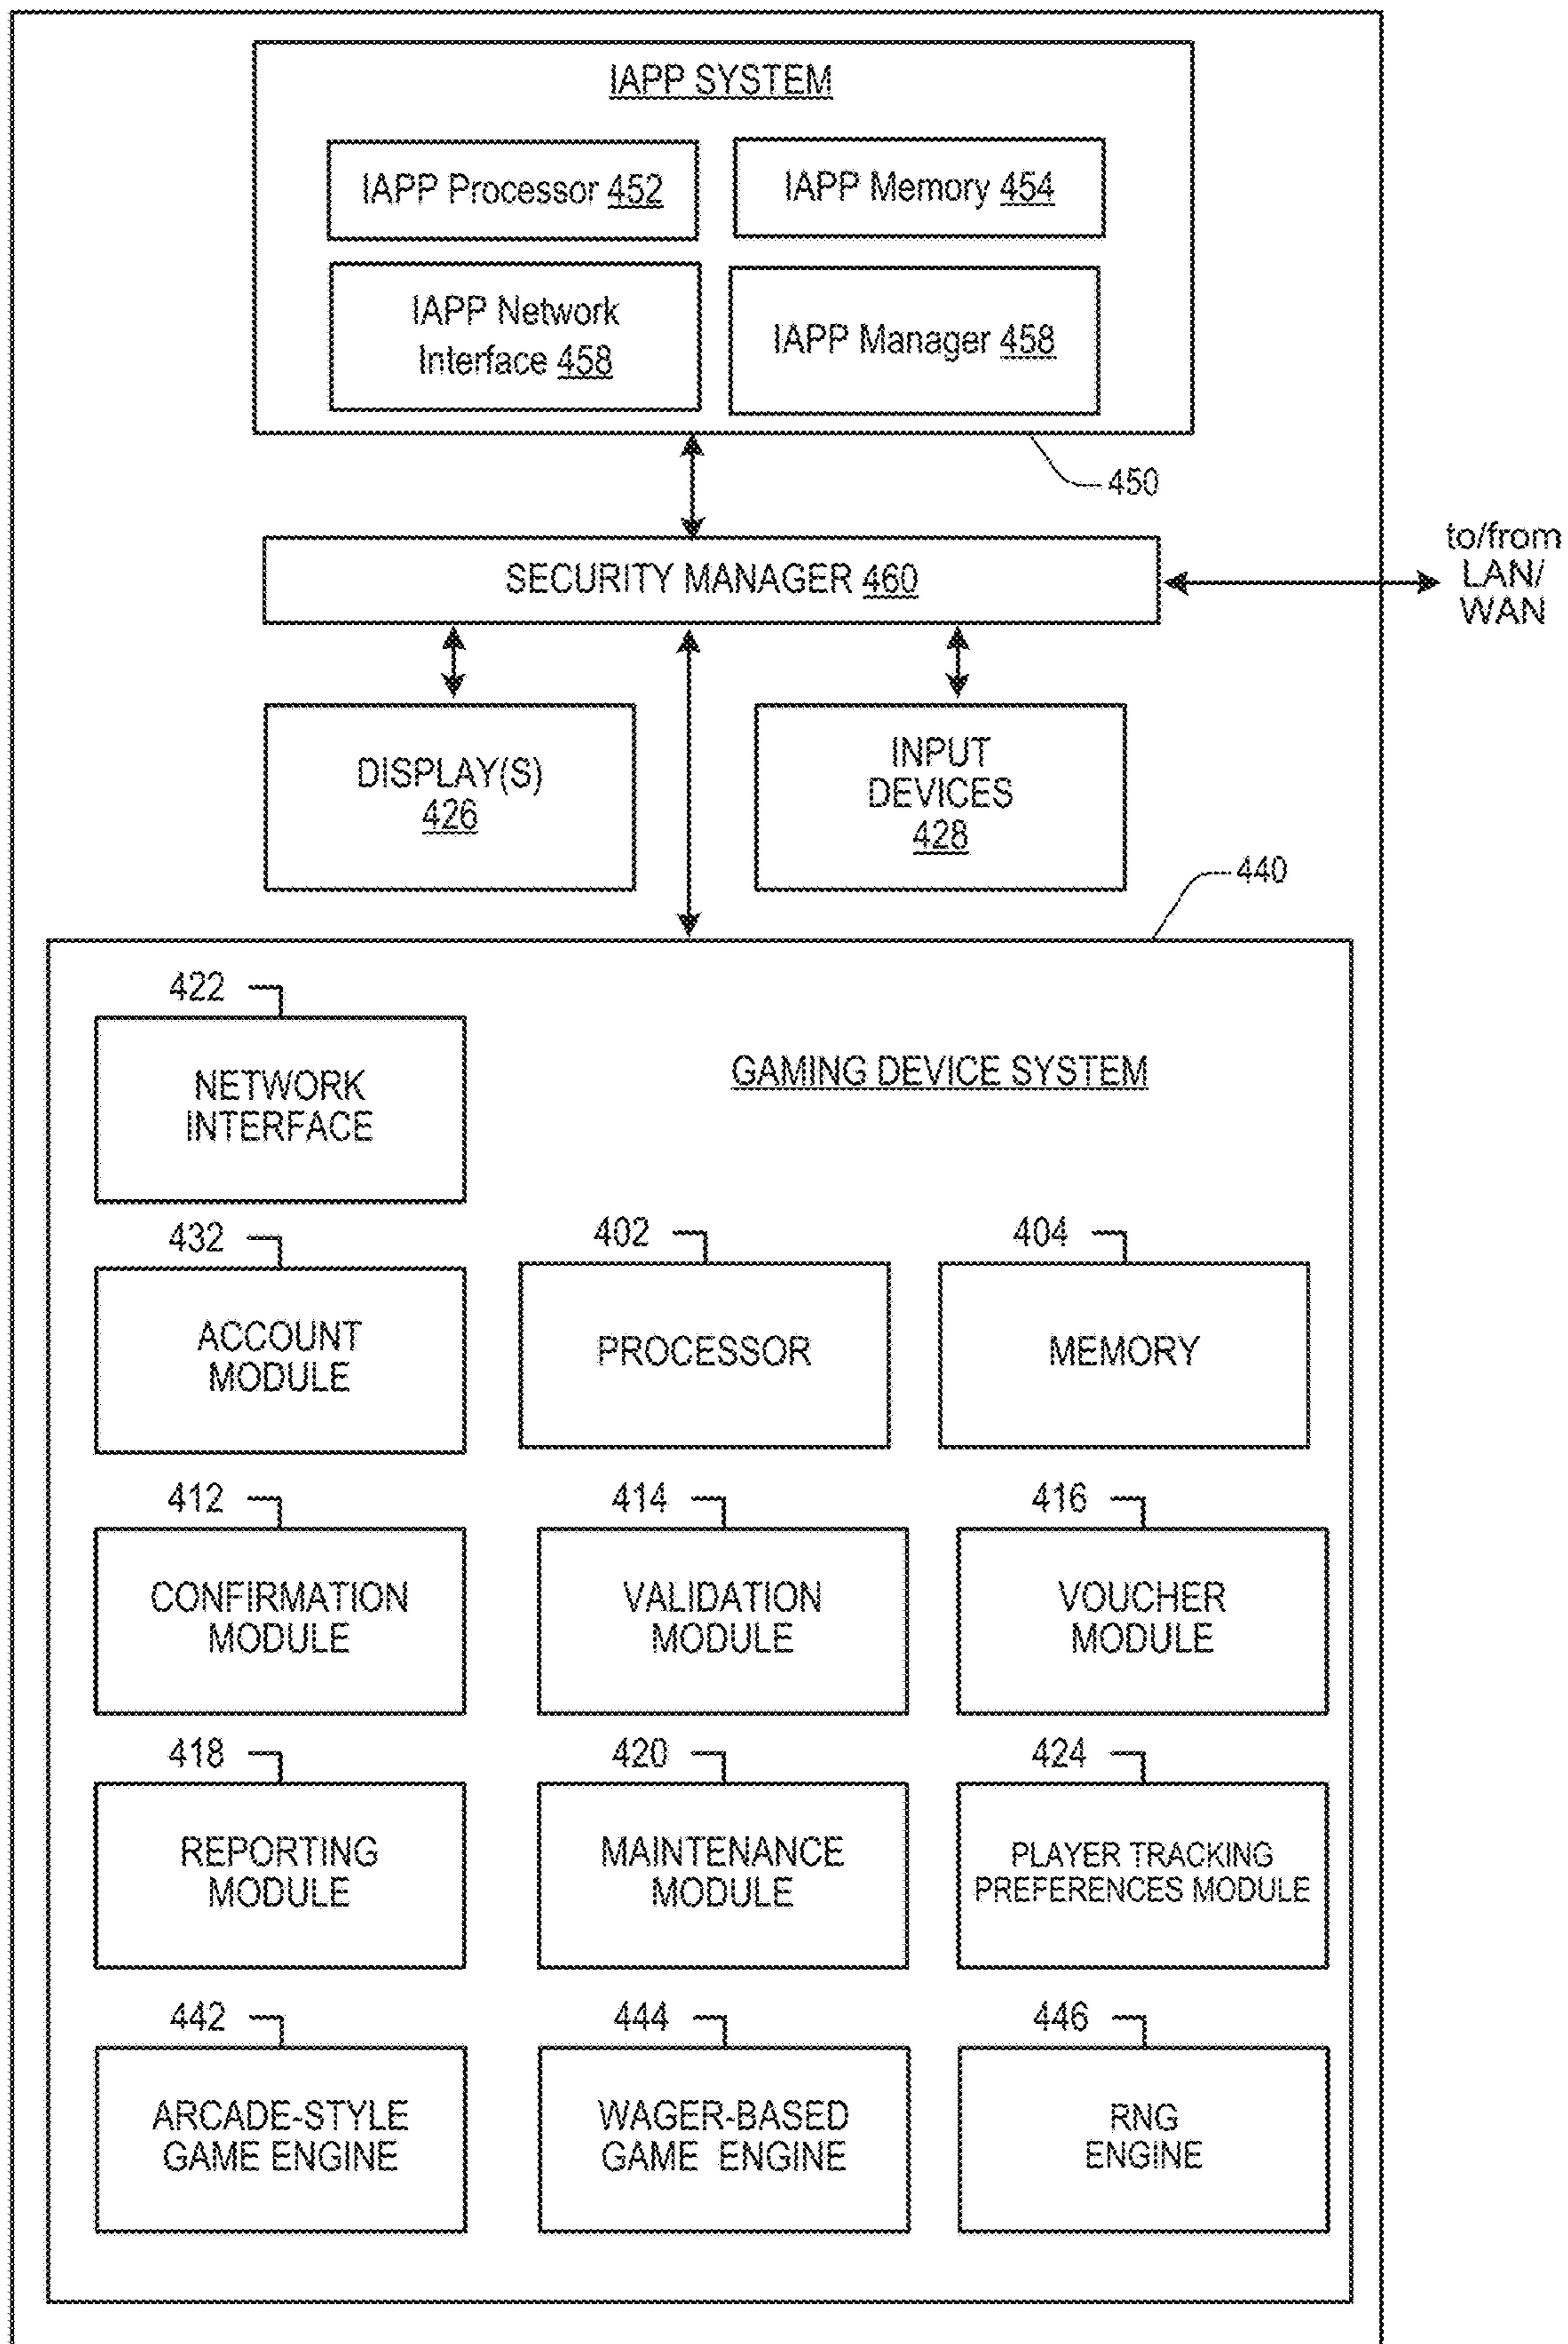 IAPP SYSTEM
IAPP Processor 452
IAPP Memory 454
IAPP Network
Interface 458
IAPP Manager 458
450
SECURITY MANAGER 460
to/from
LAN/
WAN
DISPLAY(S)
426
INPUT
DEVICES
428
440
422
NETWORK
INTERFACE
GAMING DEVICE SYSTEM
432
ACCOUNT
MODULE
402
PROCESSOR
404
MEMORY
412
CONFIRMATION
MODULE
414
VALIDATION
MODULE
416
VOUCHER
MODULE
418
REPORTING
MODULE
420
MAINTENANCE
MODULE
424
PLAYER TRACKING
PREFERENCES MODULE
442
ARCADE-STYLE
GAME ENGINE
444
WAGER-BASED
GAME ENGINE
446
RNG
ENGINE